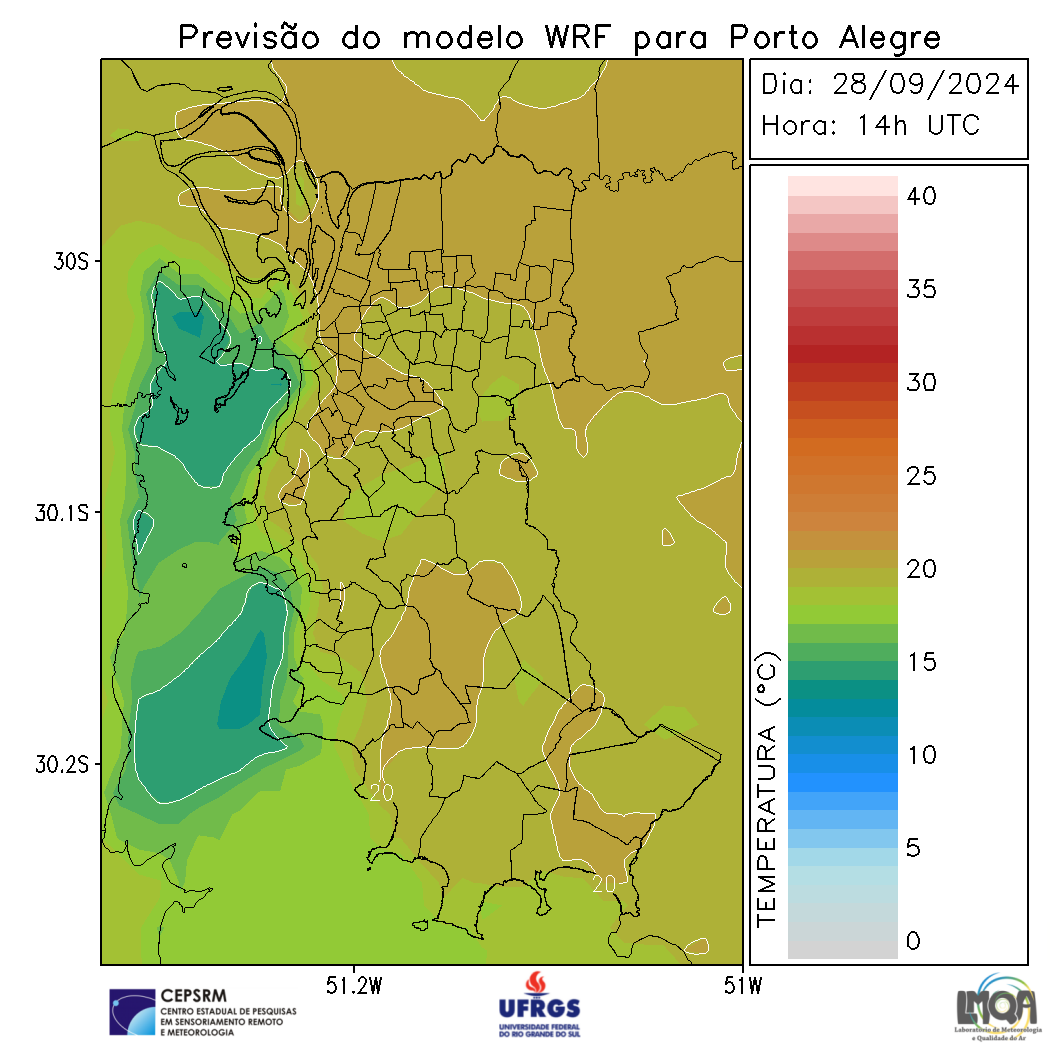 Previsão do modelo WRF para Porto Alegre
Dia: 28/09/2024
Hora: 14h UTC
40
35
30
25
20
15
10
5
0
TEMPERATURA (°C)
30S
30.1S
30.2S
20
20
51.2W
51W
CEPSRM
CENTRO ESTADUAL DE PESQUISAS
EM SENSORIAMENTO REMOTO
E METEOROLOGIA
UFRGS
UNIVERSIDADE FEDERAL
DO RIO GRANDE DO SUL
LMQA
Laboratório de Meteorologia
e Qualidade do Ar